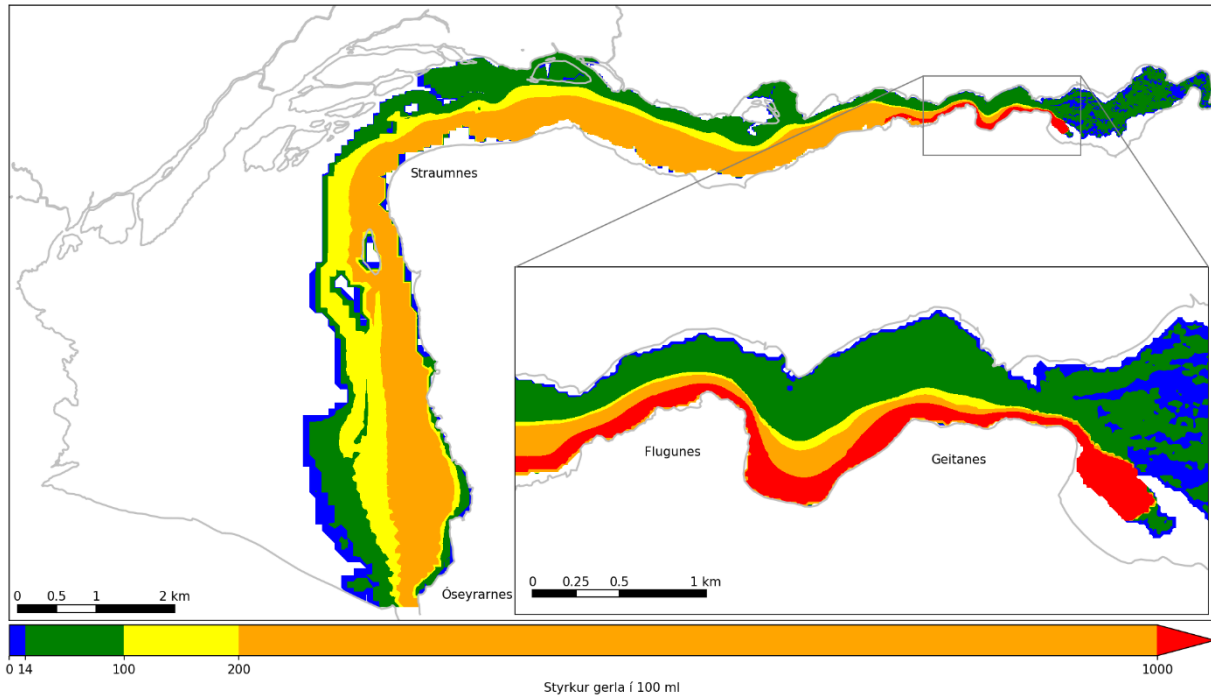 Straumnes
Flugunes
Geitanes
Óseyrarnes
0 0.5 1 2 km
0 0.25 0.5 1 km
0 14 100 200 1000
Styrkur gerla í 100 ml